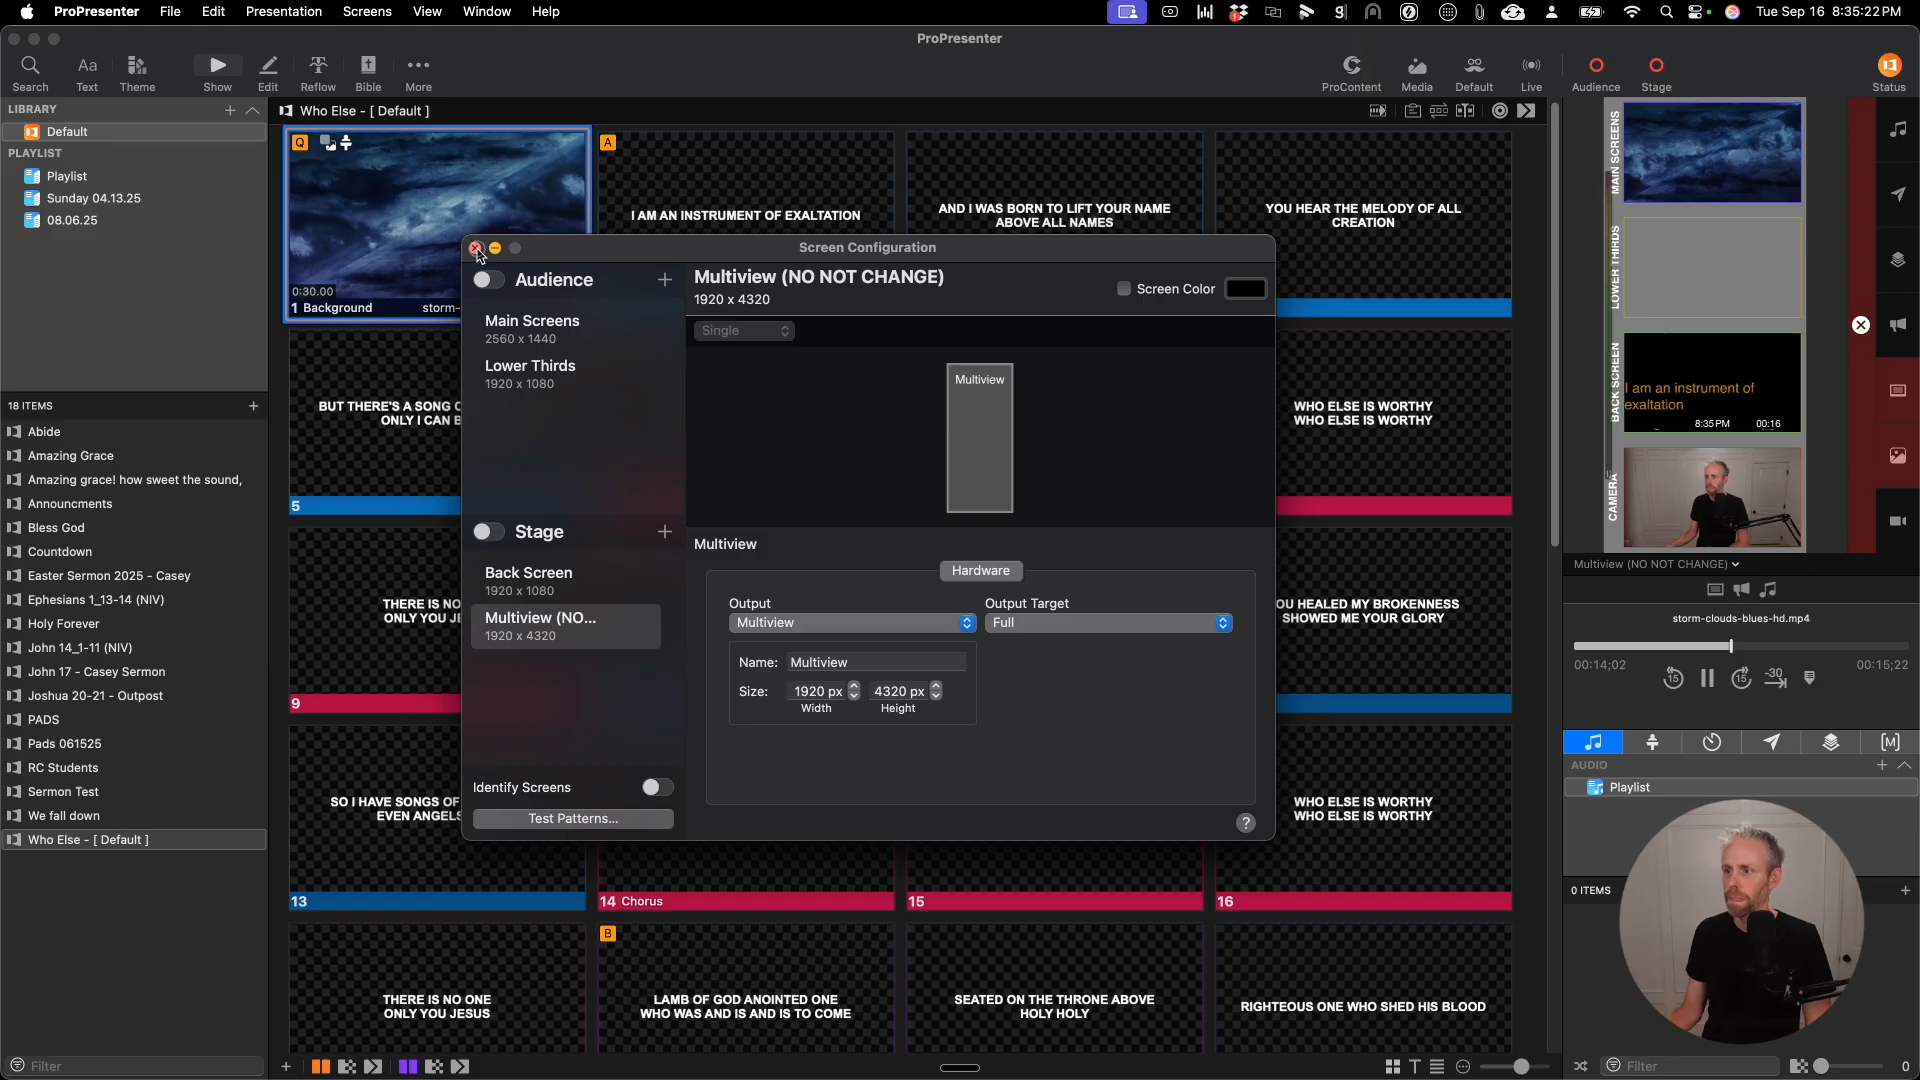 ProPresenter File Edit Presentation Screens View Window Help
Tue Sep 16 8:35:22 PM
ProPresenter
Search Text Theme Show Edit Reflow Bible More
ProContent Media Default Live Audience Stage Status
LIBRARY
Default
PLAYLIST
Playlist
Sunday 04.13.25
08.06.25
18 ITEMS
Abide
Amazing Grace
Amazing grace! how sweet the sound,
Announcments
Bless God
Countdown
Easter Sermon 2025 - Casey
Ephesians 1_13-14 (NIV)
Holy Forever
John 14_1-11 (NIV)
John 17 - Casey Sermon
Joshua 20-21 - Outpost
PADS
Pads 061525
RC Students
Sermon Test
We fall down
Who Else - [ Default ]
Filter
Who Else - [ Default ]
Q
0:30.00
1 Background storm-
A
I AM AN INSTRUMENT OF EXALTATION
AND I WAS BORN TO LIFT YOUR NAME
ABOVE ALL NAMES
YOU HEAR THE MELODY OF ALL
CREATION
BUT THERE'S A SONG
ONLY I CAN
5
WHO ELSE IS WORTHY
WHO ELSE IS WORTHY
THERE IS NO
ONLY YOU
9
OU HEALED MY BROKENNESS
SHOWED ME YOUR GLORY
SO I HAVE SONGS OF
EVEN ANGELS
13
14 Chorus
15
WHO ELSE IS WORTHY
WHO ELSE IS WORTHY
16
THERE IS NO ONE
ONLY YOU JESUS
B
LAMB OF GOD ANOINTED ONE
WHO WAS AND IS AND IS TO COME
SEATED ON THE THRONE ABOVE
HOLY HOLY
RIGHTEOUS ONE WHO SHED HIS BLOOD
Screen Configuration
Audience
Main Screens
2560 x 1440
Lower Thirds
1920 x 1080
Stage
Back Screen
1920 x 1080
Multiview (NO...
1920 x 4320
Identify Screens
Test Patterns...
Multiview (NO NOT CHANGE)
1920 x 4320
Screen Color
Single
Multiview
Multiview
Hardware
Output
Multiview
Output Target
Full
Name: Multiview
Size: 1920 px 4320 px
Width Height
?
MAIN SCREENS
LOWER THIRDS
BACK SCREEN
I am an instrument of
exaltation
8:35 PM 00:16
CAMERA
Multiview (NO NOT CHANGE)
storm-clouds-blues-hd.mp4
00:14;02
00:15;22
15 15 -30
[M]
AUDIO
Playlist
0 ITEMS
Filter
0